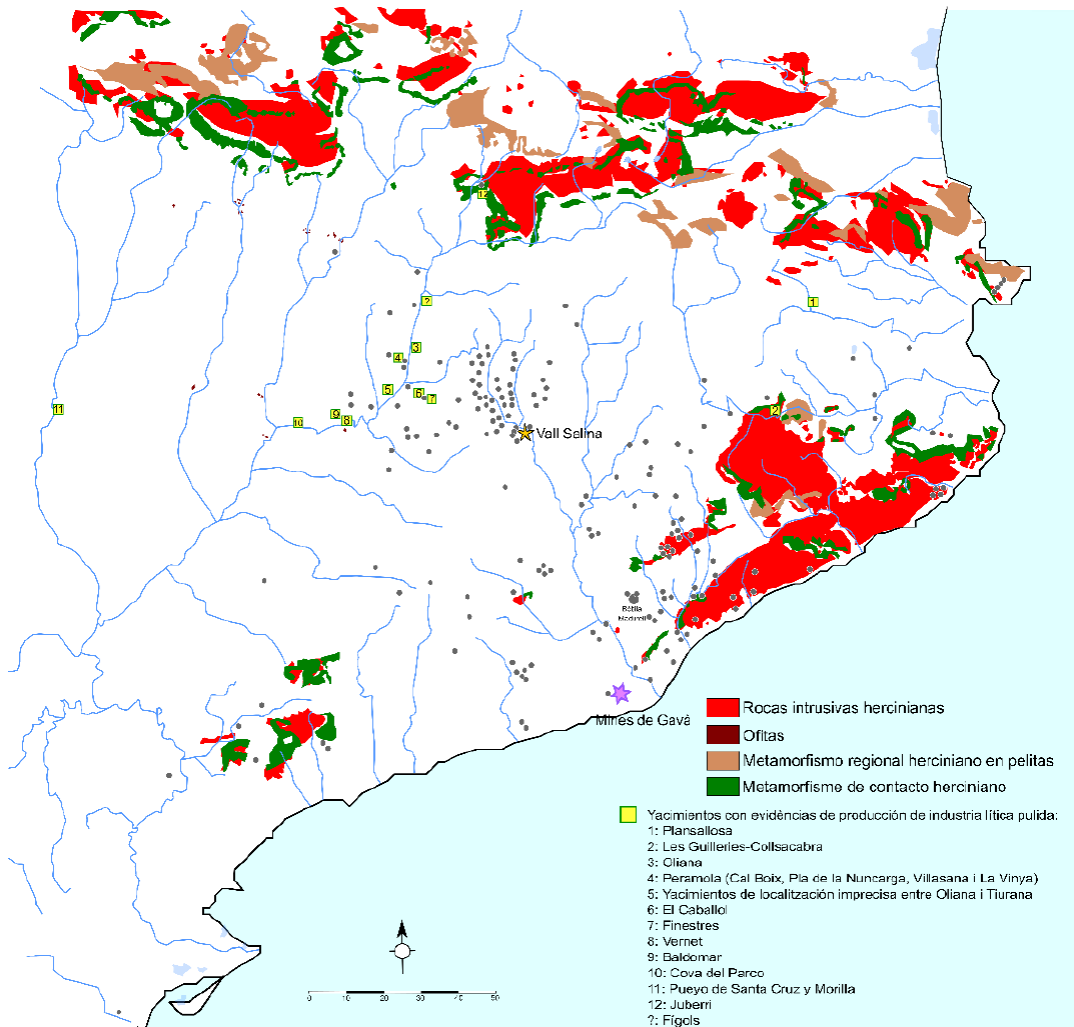 12
?
1
3
4
5
6
7
11
9
8
10
2
Vall Salina
Bòbila
Madurell
Mines de Gavà
Rocas intrusivas hercinianas
Ofitas
Metamorfismo regional herciniano en pelitas
Metamorfisme de contacto herciniano
Yacimientos con evidències de producción de industria lítica pulida:
1: Plansallosa
2: Les Guilleries-Collsacabra
3: Oliana
4: Peramola (Cal Boix, Pla de la Nuncarga, Villasana i La Vinya)
5: Yacimientos de localització imprecisa entre Oliana i Tiurana
6: El Caballol
7: Finestres
8: Vernet
9: Baldomar
10: Cova del Parco
11: Pueyo de Santa Cruz y Morilla
12: Juberri
?: Fígols
0 10 20 30 40 50